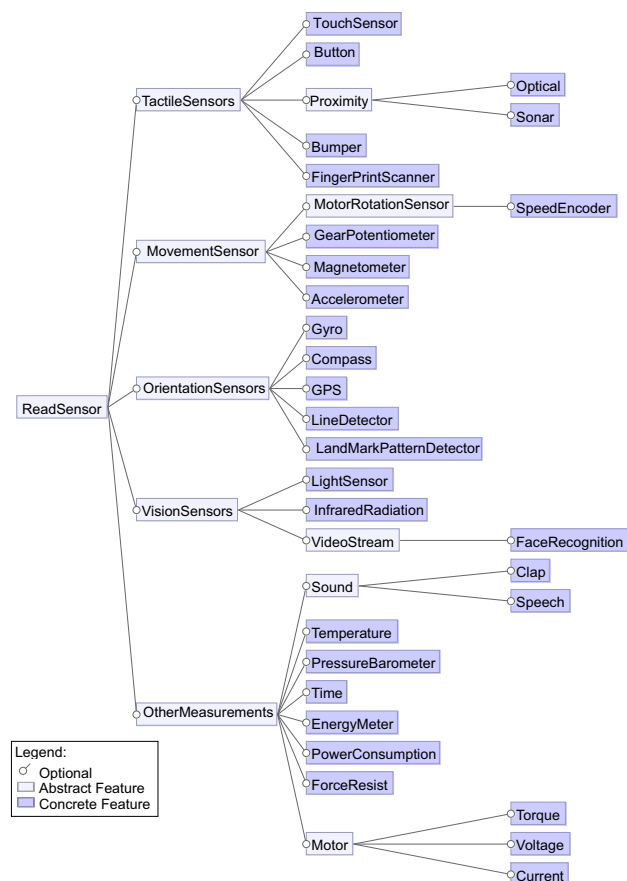 TouchSensor
Button
TactileSensors
Proximity
Optical
Sonar
Bumper
FingerPrintScanner
MotorRotationSensor
SpeedEncoder
GearPotentiometer
MovementSensor
Magnetometer
Accelerometer
Gyro
Compass
OrientationSensors
GPS
ReadSensor
LineDetector
LandMarkPatternDetector
LightSensor
VisionSensors
InfraredRadiation
VideoStream
FaceRecognition
Sound
Clap
Speech
Temperature
PressureBarometer
Time
OtherMeasurements
EnergyMeter
PowerConsumption
ForceResist
Motor
Torque
Voltage
Current
Legend:
Optional
Abstract Feature
Concrete Feature